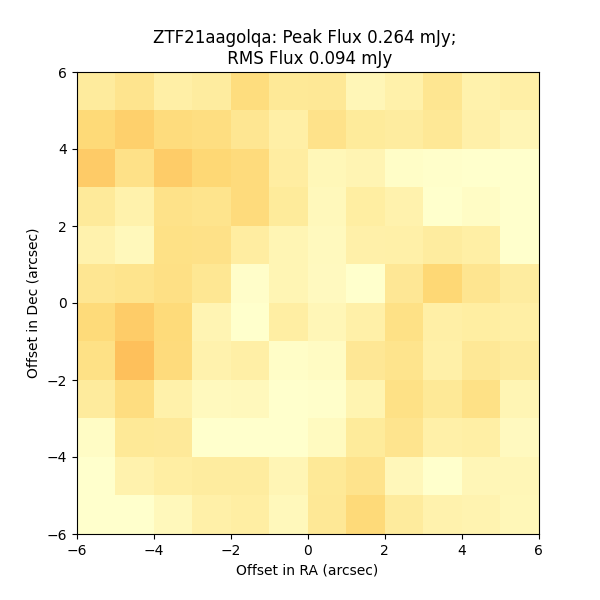 ZTF21aagolqa: Peak Flux 0.264 mJy;
RMS Flux 0.094 mJy
6
4
2
0
−2
−4
−6
Offset in Dec (arcsec)
−6 −4 −2 0 2 4 6
Offset in RA (arcsec)